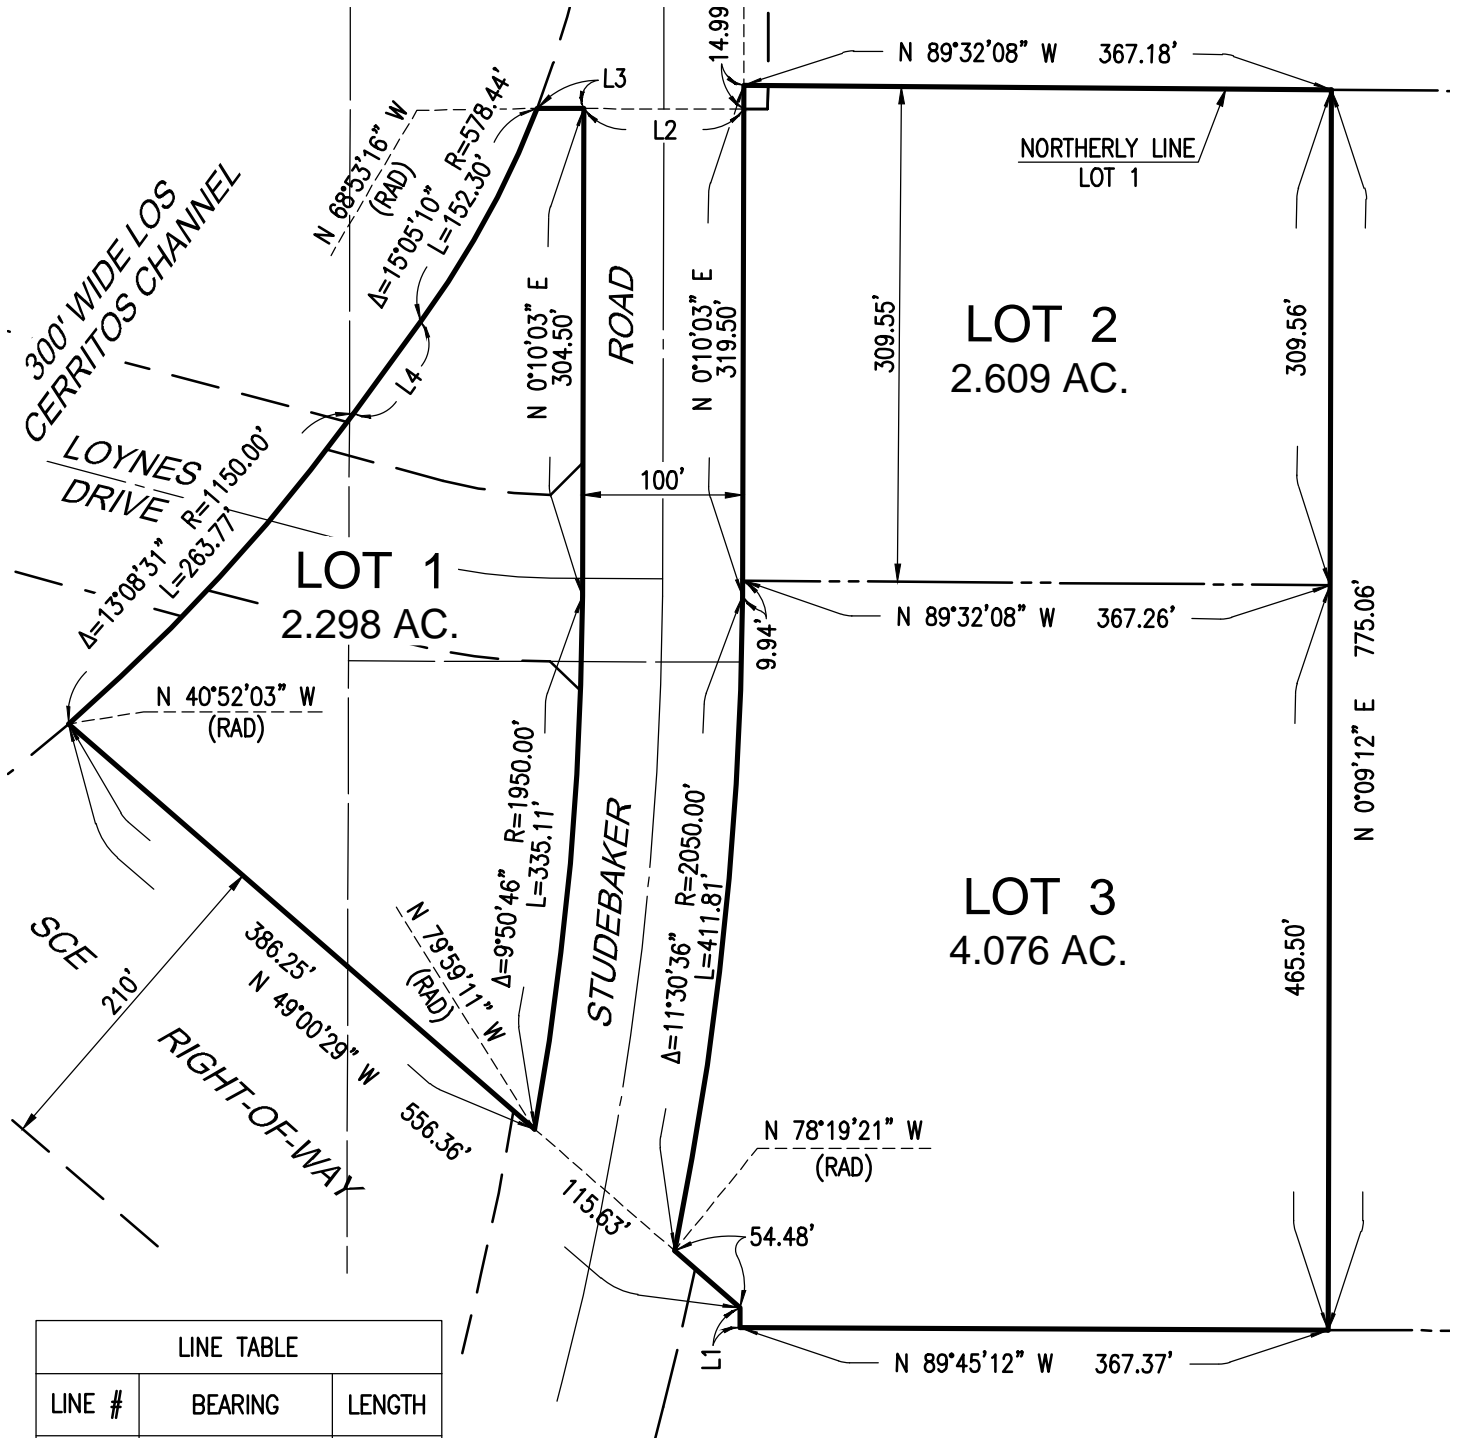 14.99
N 89°32'08" W 367.18'
L3
L2
N 68°53'16" W
(RAD)
R=578.44'
Δ=15°05'10"
L=152.30'
NORTHERLY LINE
LOT 1
300' WIDE LOS
CERRITOS CHANNEL
N 0°10'03" E
304.50'
ROAD
N 0°10'03" E
319.50'
309.55'
LOT 2
2.609 AC.
309.56'
L4
LOYNES
DRIVE
R=1150.00'
Δ=13°08'31"
L=263.77'
100'
LOT 1
2.298 AC.
N 89°32'08" W 367.26'
9.94'
N 0°09'12" E 775.06'
N 40°52'03" W
(RAD)
R=1950.00'
Δ=9°50'46"
L=335.11'
STUDEBAKER
R=2050.00'
Δ=11°30'36"
L=411.81'
LOT 3
4.076 AC.
465.50'
SCE
210'
RIGHT-OF-WAY
386.25'
N 49°00'29" W
556.36'
N 79°59'11" W
(RAD)
N 78°19'21" W
(RAD)
115.63'
54.48'
L1
N 89°45'12" W 367.37'
LINE TABLE
LINE # BEARING LENGTH